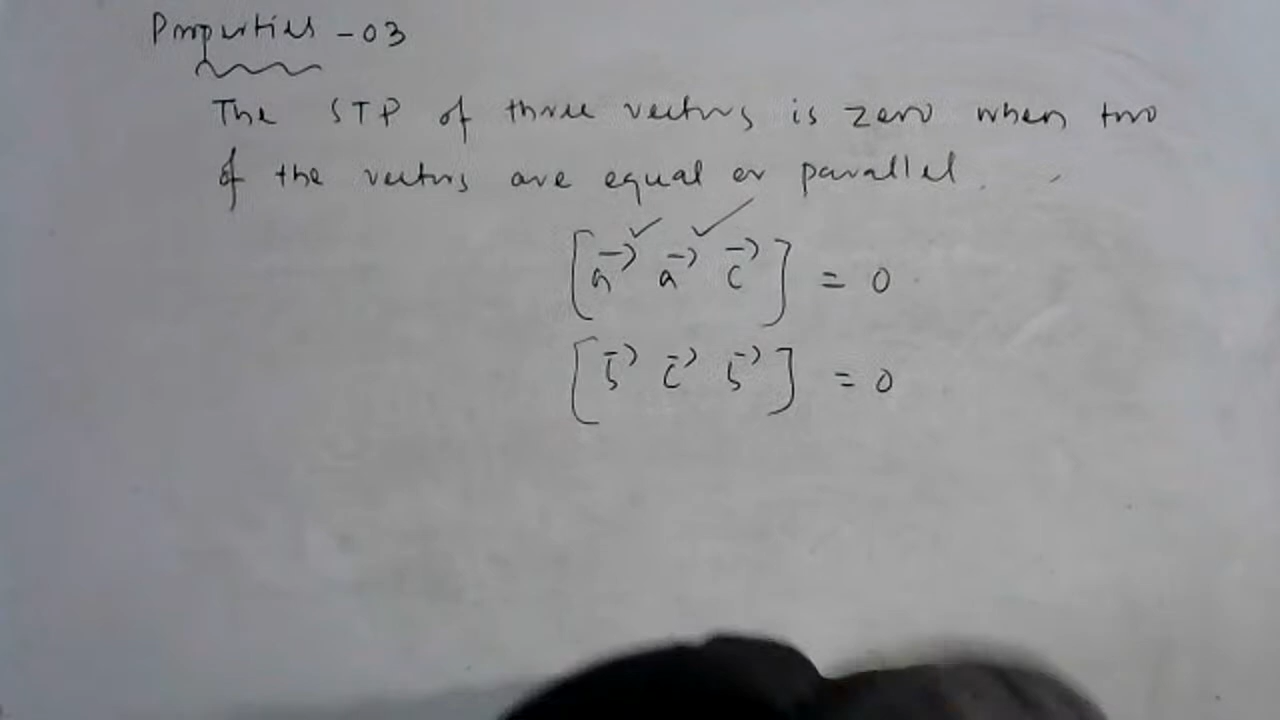 Properties - 03
The STP of three vectors is zero when two
of the vectors are equal or parallel.
[a⃗ a⃗ c⃗] = 0
[b⃗ c⃗ b⃗] = 0